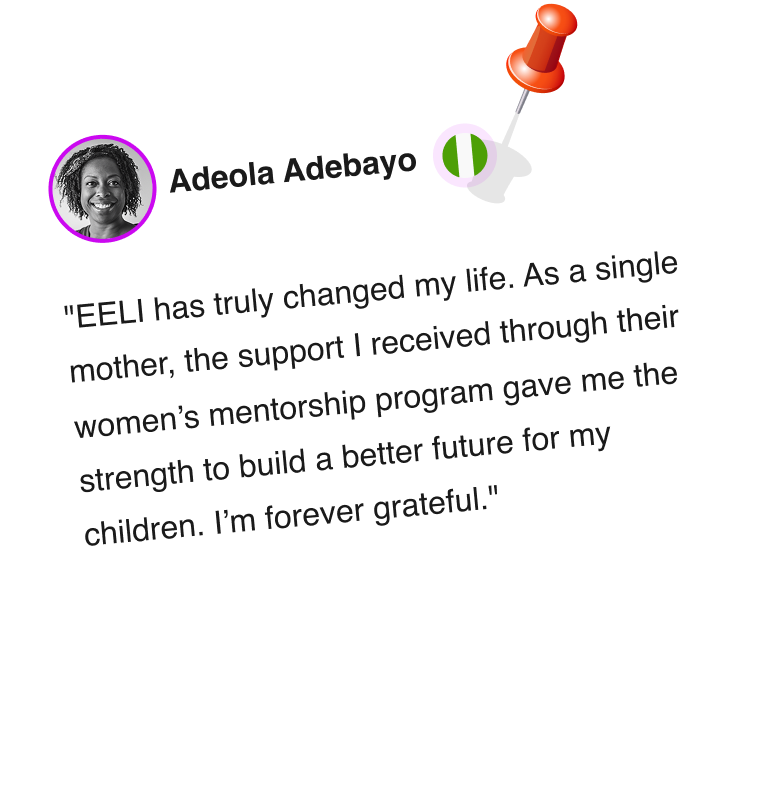 Adeola Adebayo
"EELI has truly changed my life. As a single
mother, the support I received through their
women’s mentorship program gave me the
strength to build a better future for my
children. I’m forever grateful."